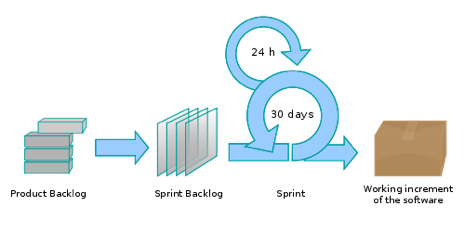 24 h
30 days
Product Backlog
Sprint Backlog
Sprint
Working increment
of the software